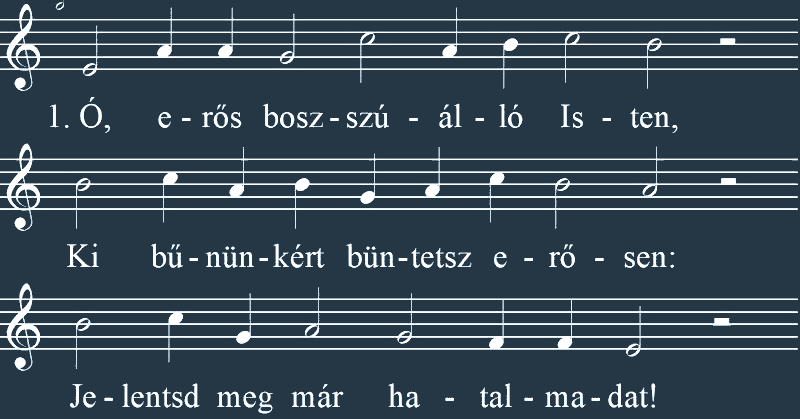 1. Ó, e - rős bosz - szú - ál - ló Is - ten,
Ki bű - nün - kért bün - tetsz e - rő - sen:
Je - lentsd meg már ha - tal - ma - dat!